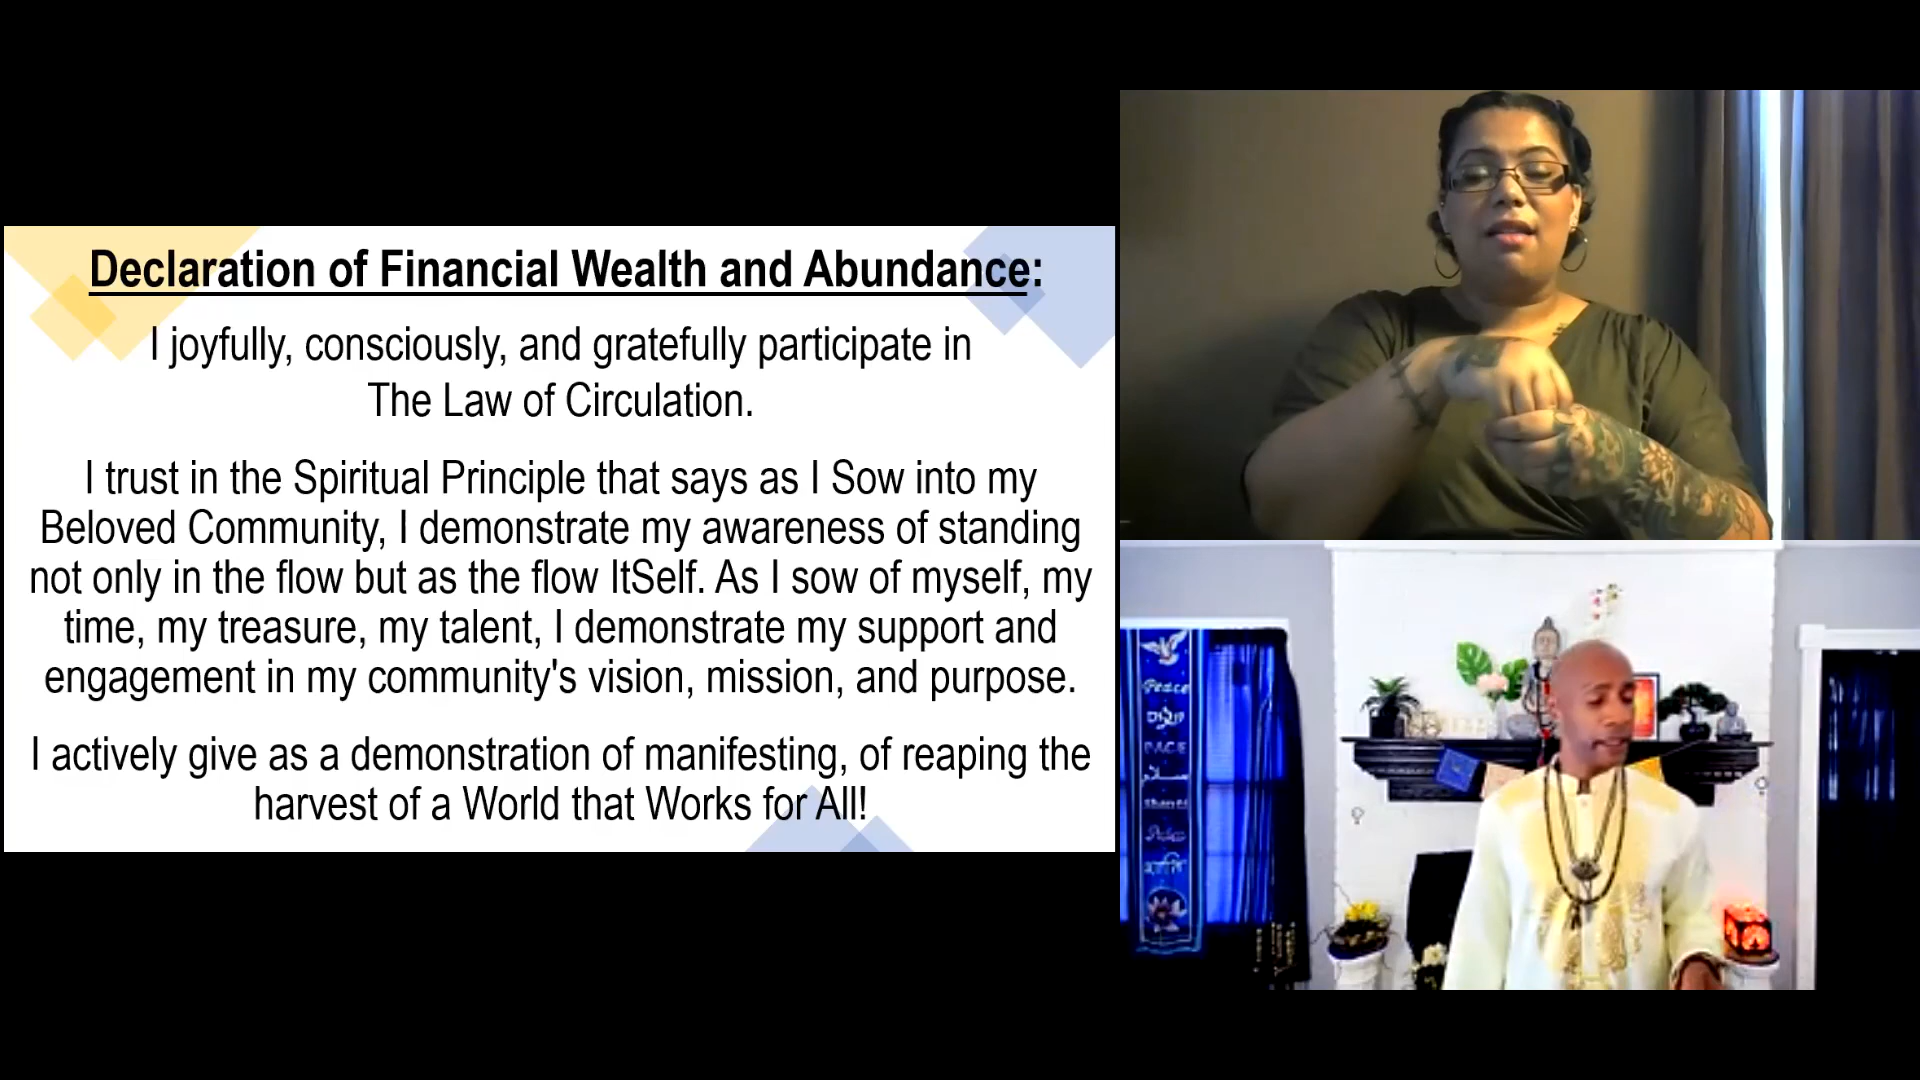 Declaration of Financial Wealth and Abundance:
I joyfully, consciously, and gratefully participate in
The Law of Circulation.
I trust in the Spiritual Principle that says as I Sow into my
Beloved Community, I demonstrate my awareness of standing
not only in the flow but as the flow ItSelf. As I sow of myself, my
time, my treasure, my talent, I demonstrate my support and
engagement in my community's vision, mission, and purpose.
I actively give as a demonstration of manifesting, of reaping the
harvest of a World that Works for All!
Peace